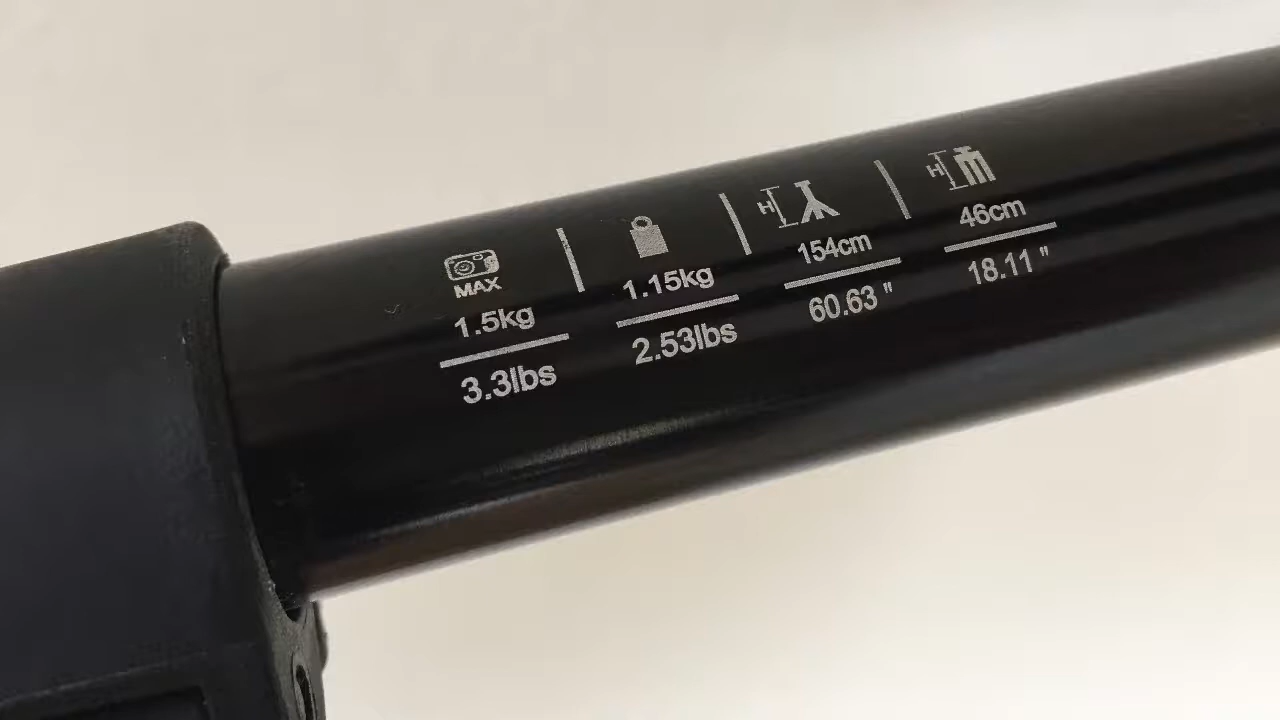 MAX
1.5kg
3.3lbs
1.15kg
2.53lbs
H
154cm
60.63 "
H
46cm
18.11 "